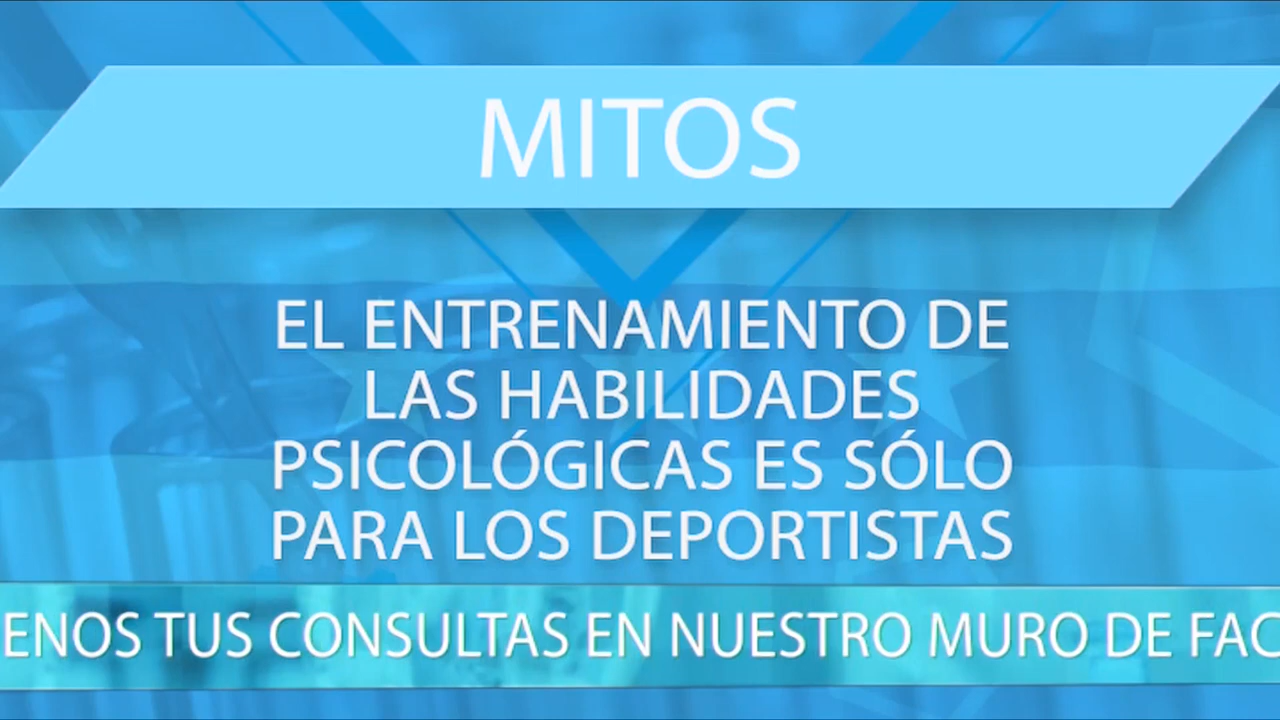 MITOS
EL ENTRENAMIENTO DE
LAS HABILIDADES
PSICOLÓGICAS ES SÓLO
PARA LOS DEPORTISTAS
ENOS TUS CONSULTAS EN NUESTRO MURO DE FAC